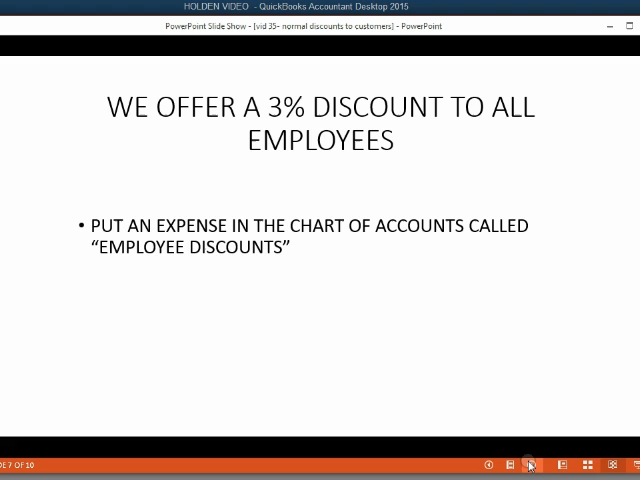 HOLDEN VIDEO - QuickBooks Accountant Desktop 2015
PowerPoint Slide Show - [vid 35- normal discounts to customers] - PowerPoint
WE OFFER A 3% DISCOUNT TO ALL
EMPLOYEES
• PUT AN EXPENSE IN THE CHART OF ACCOUNTS CALLED
“EMPLOYEE DISCOUNTS”
DE 7 OF 10